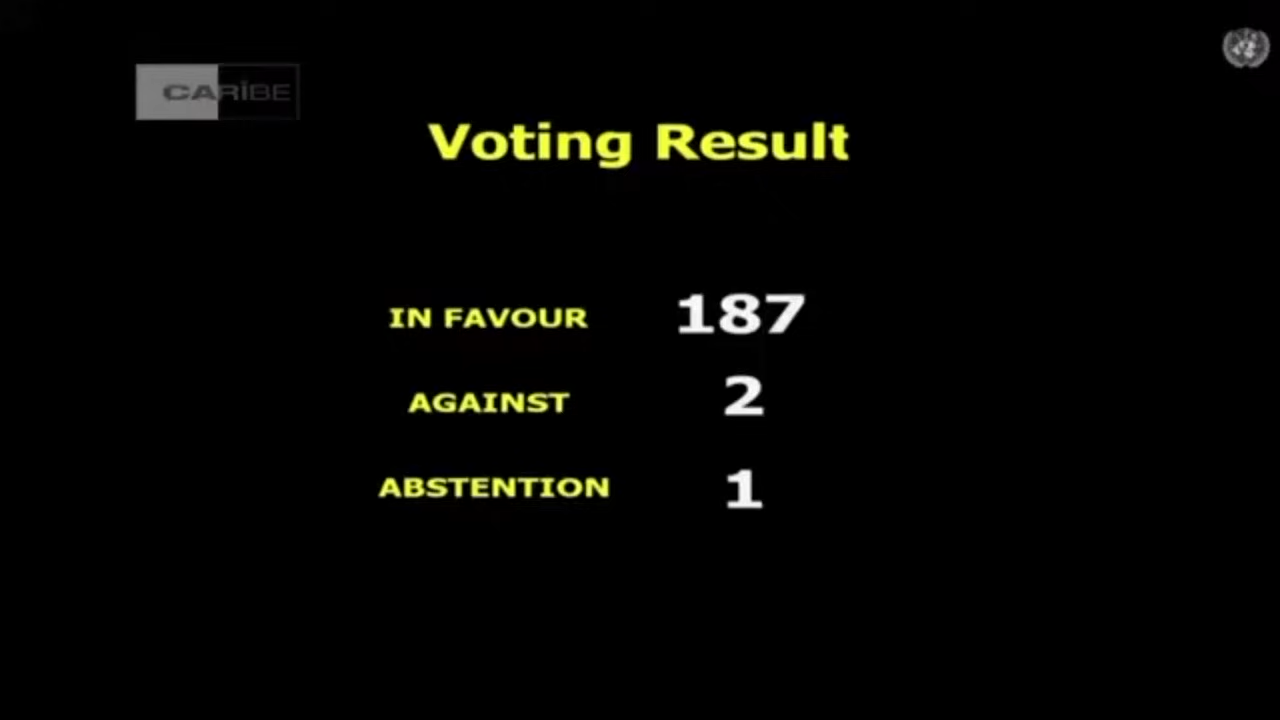 CARIBE
Voting Result
IN FAVOUR 187
AGAINST 2
ABSTENTION 1